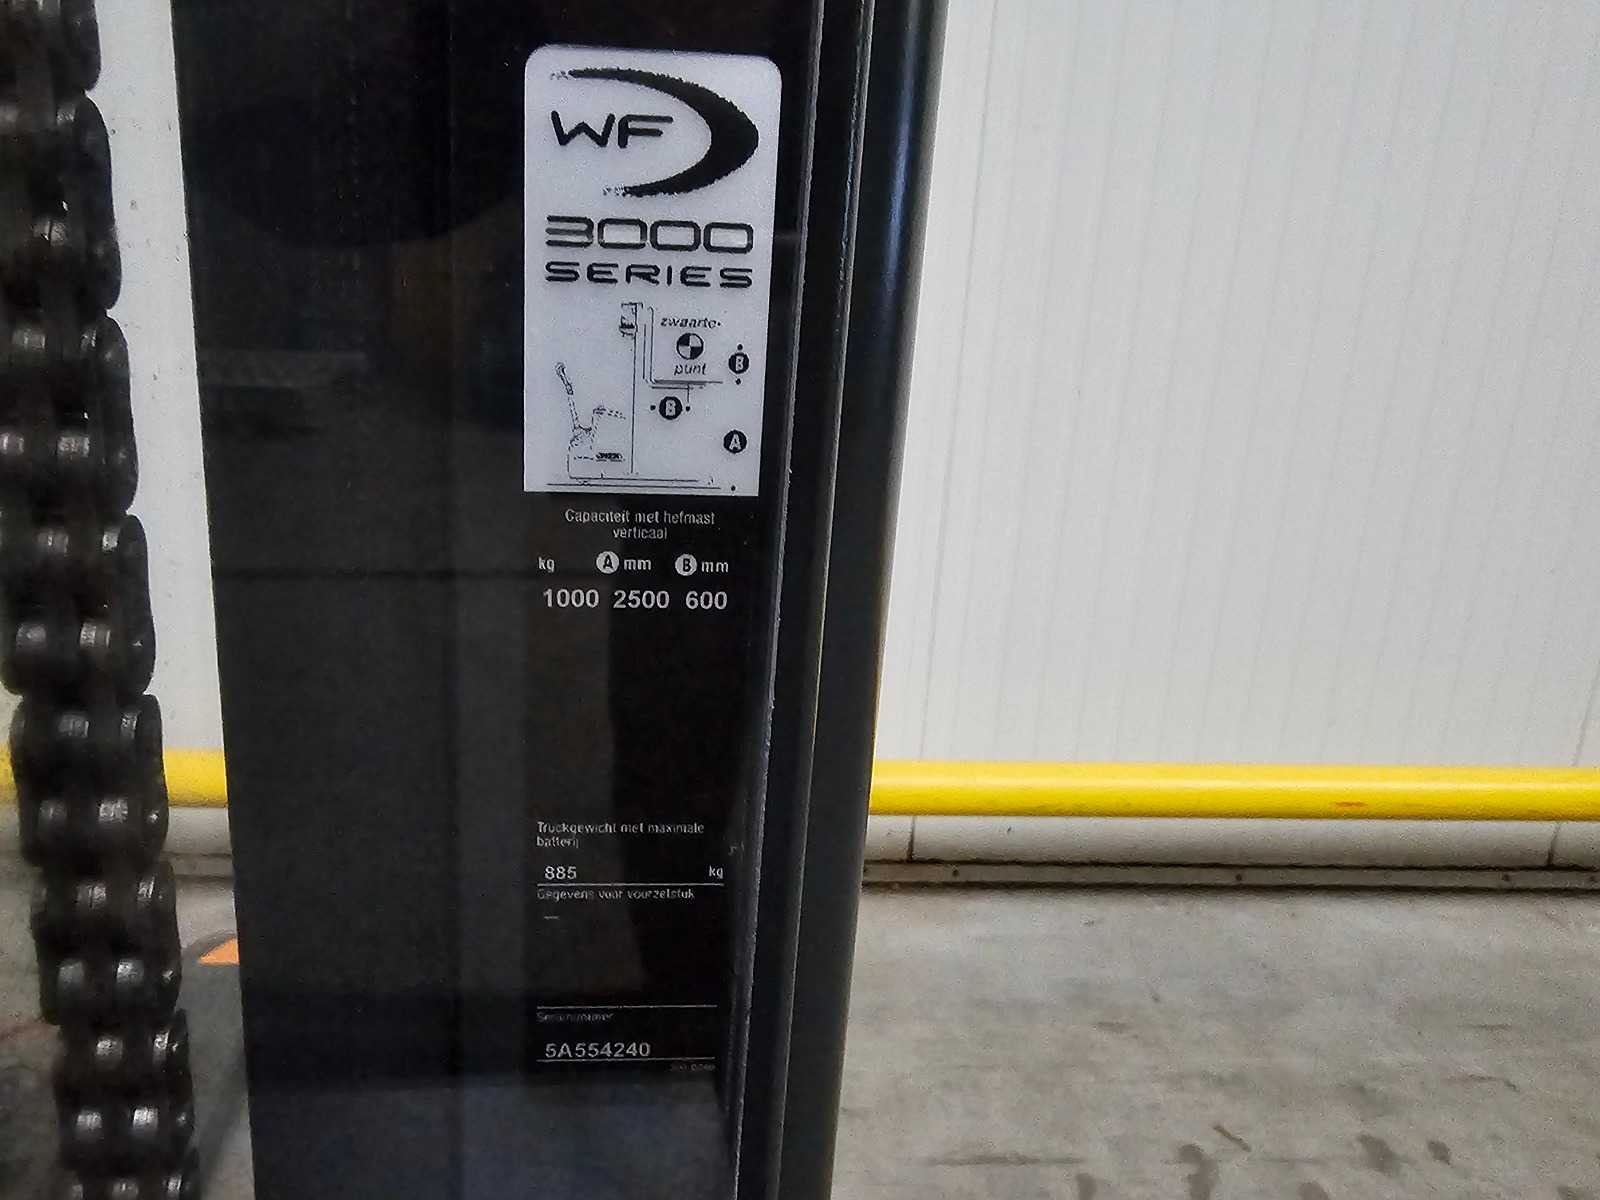 WF
3000
SERIES
zwaarte-
punt
B
B
A
Capaciteit met hefmast
verticaal
kg A mm B mm
1000 2500 600
Truckgewicht met maximale
batterij
885 kg
Gegevens voor voorzetstuk
—
Serienummer
5A554240